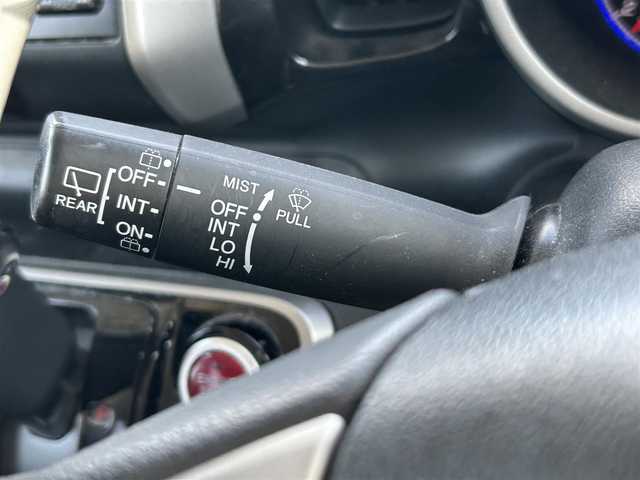 OFF
INT
ON
REAR
MIST
OFF
INT
LO
HI
PULL